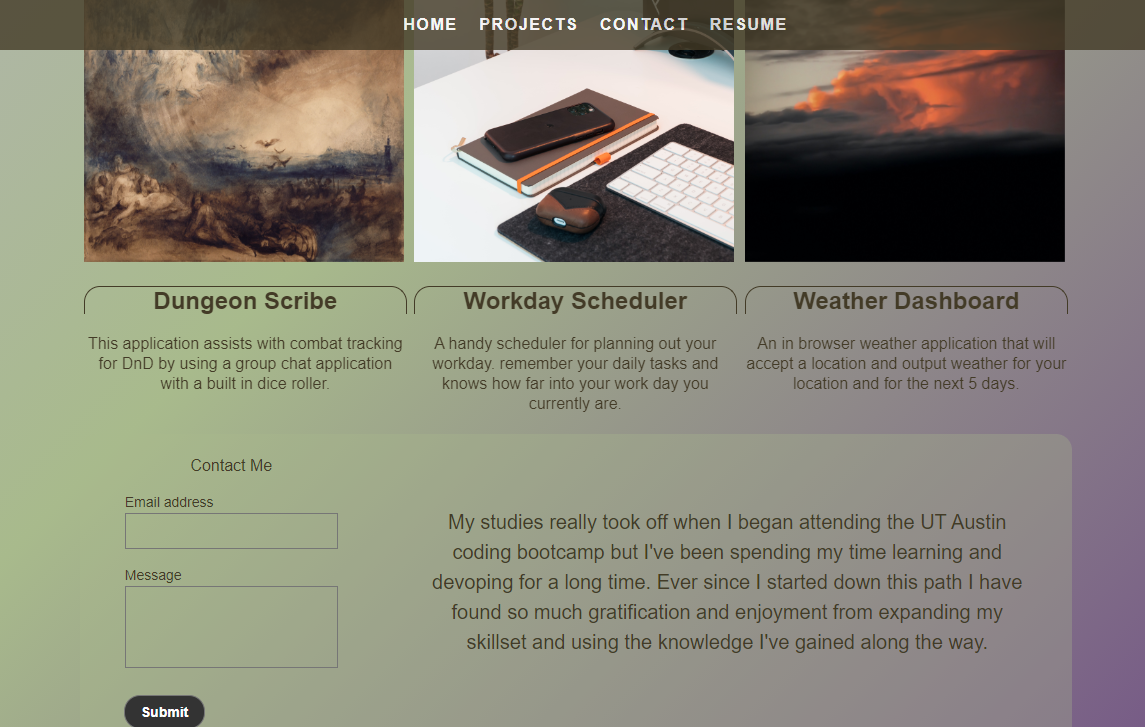 HOME PROJECTS CONTACT RESUME
Dungeon Scribe
This application assists with combat tracking
for DnD by using a group chat application
with a built in dice roller.
Workday Scheduler
A handy scheduler for planning out your
workday. remember your daily tasks and
knows how far into your work day you
currently are.
Weather Dashboard
An in browser weather application that will
accept a location and output weather for your
location and for the next 5 days.
Contact Me
Email address
Message
Submit
My studies really took off when I began attending the UT Austin
coding bootcamp but I've been spending my time learning and
devoping for a long time. Ever since I started down this path I have
found so much gratification and enjoyment from expanding my
skillset and using the knowledge I've gained along the way.